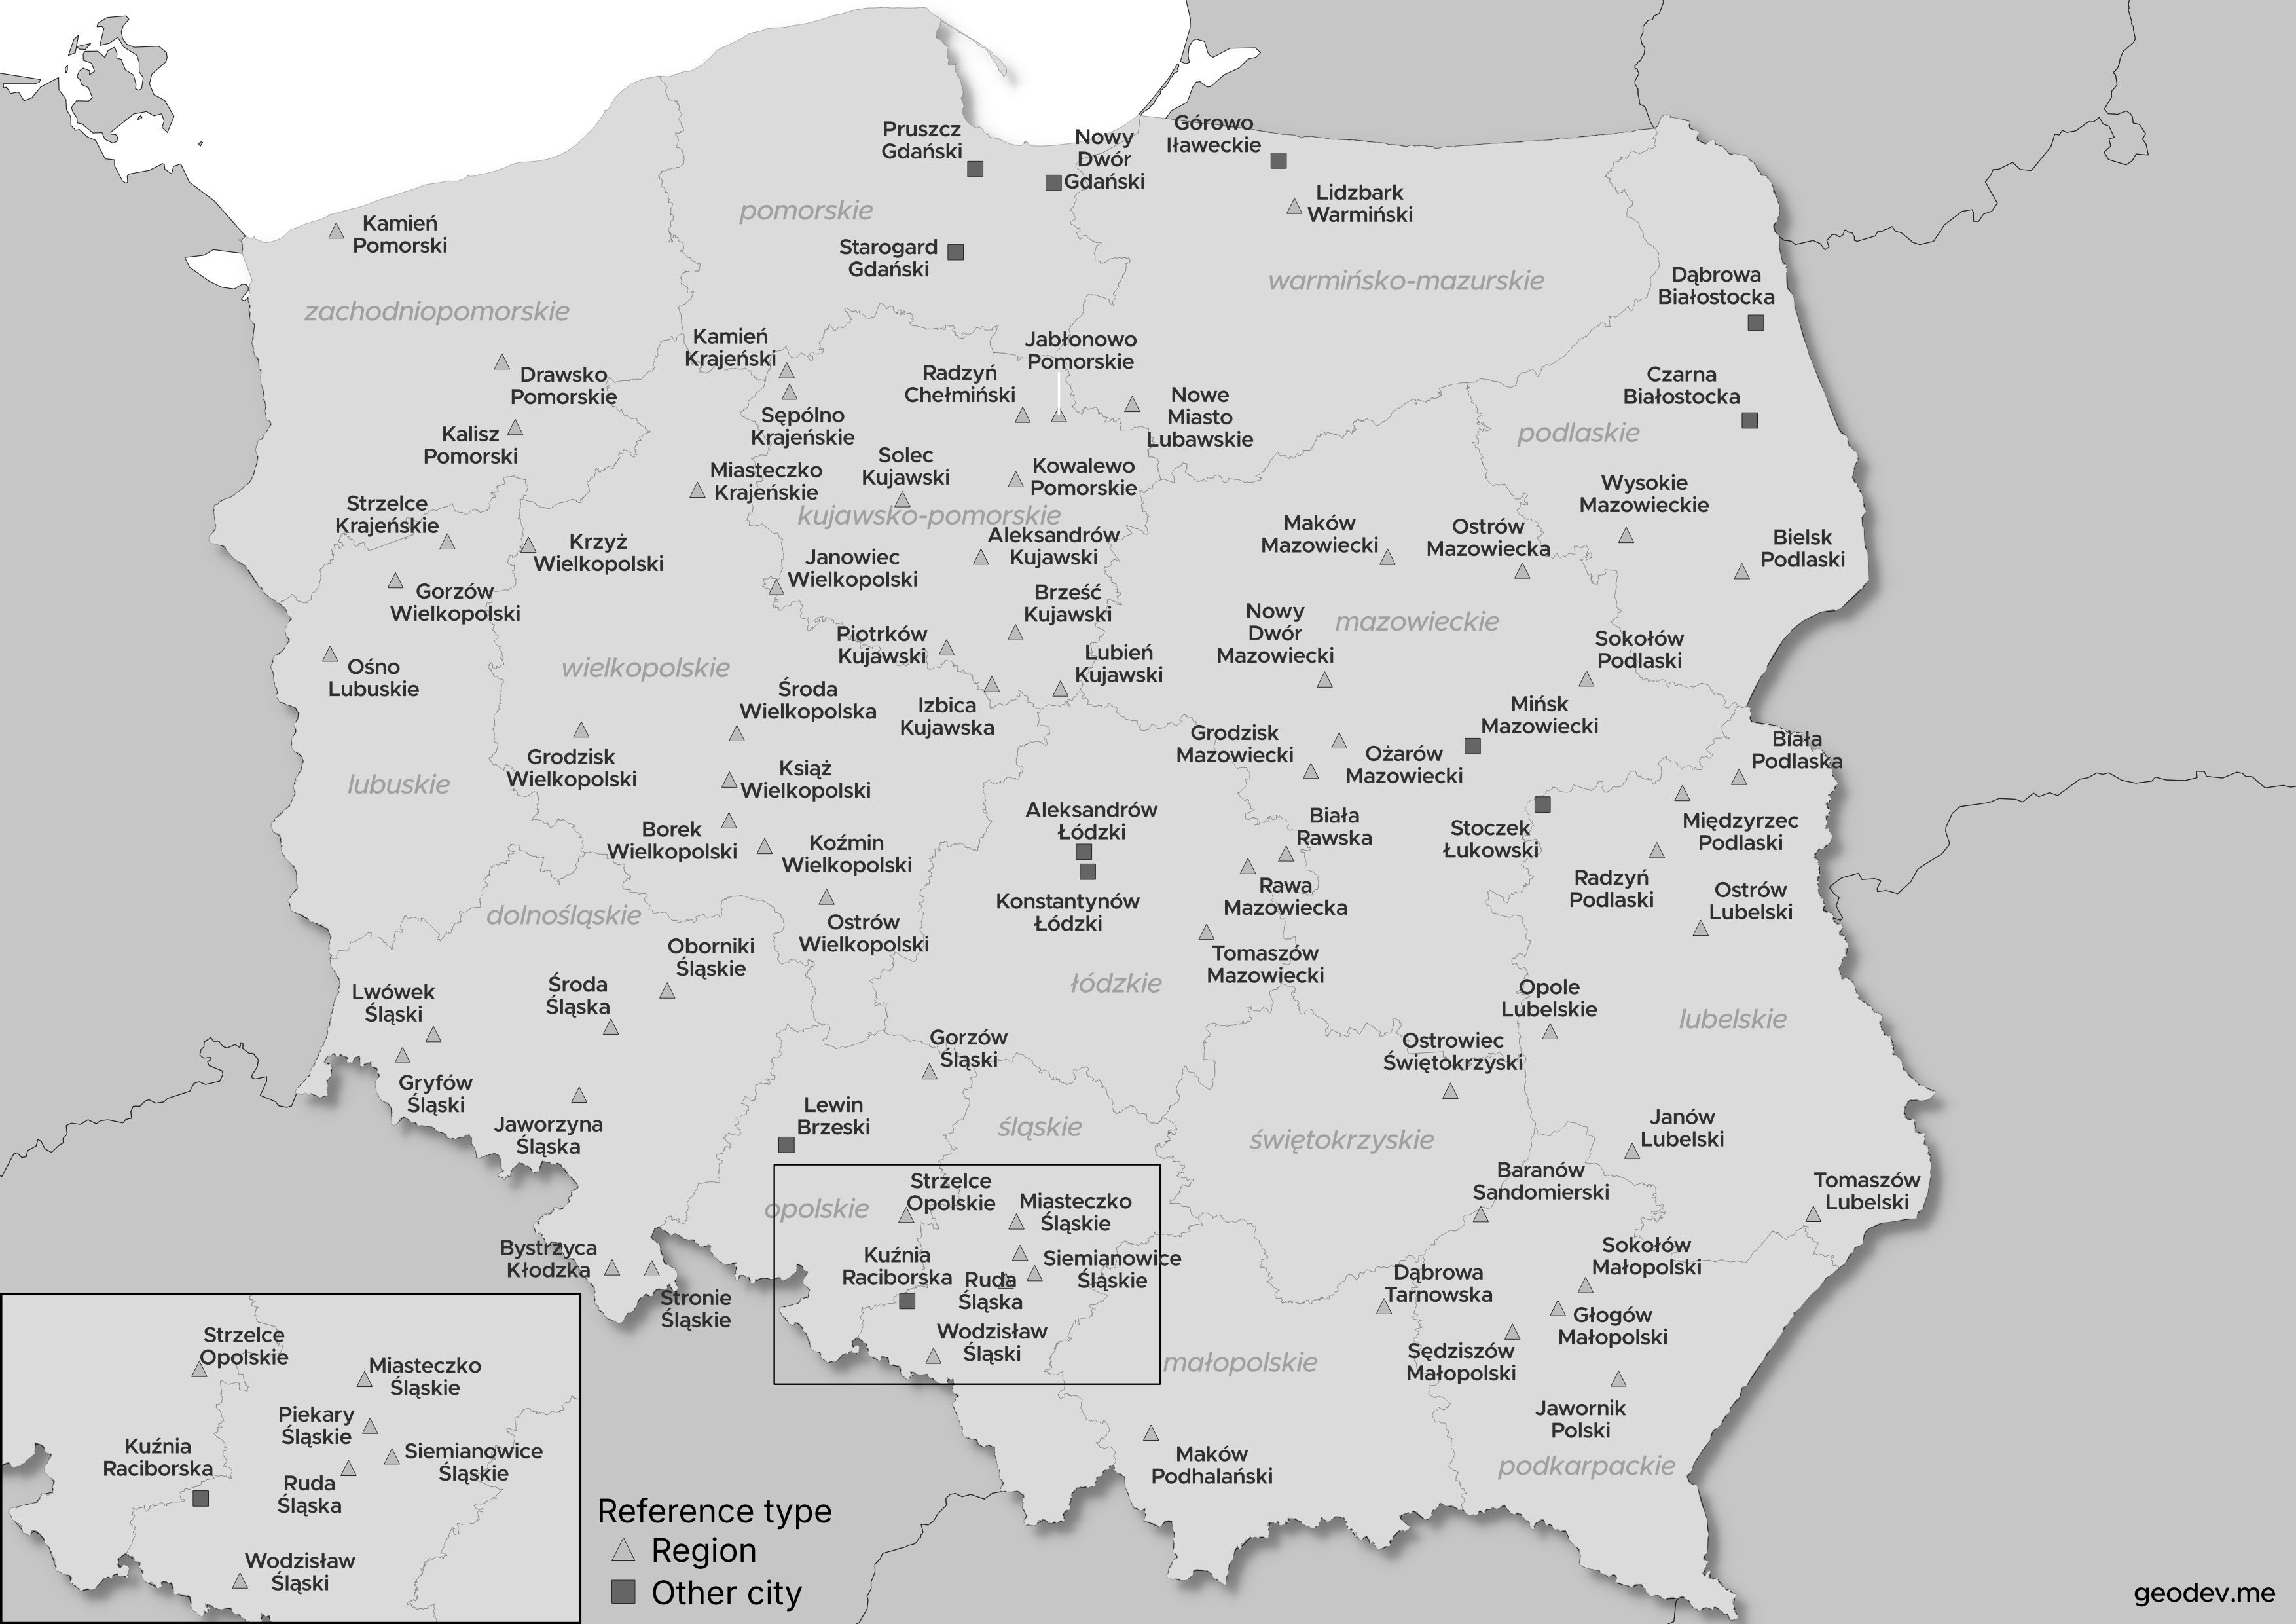 Pruszcz
Gdański
Nowy
Dwór
Gdański
Górowo
Iławeckie
Lidzbark
Warmiński
pomorskie
Kamień
Pomorski
Starogard
Gdański
warmińsko-mazurskie
Dąbrowa
Białostocka
zachodniopomorskie
Kamień
Krajeński
Jabłonowo
Pomorskie
Drawsko
Pomorskie
Radzyń
Chełmiński
Czarna
Białostocka
Nowe
Miasto
Lubawskie
Sępólno
Krajeńskie
Kalisz
Pomorski
podlaskie
Solec
Kujawski
Miasteczko
Krajeńskie
Kowalewo
Pomorskie
Wysokie
Mazowieckie
Strzelce
Krajeńskie
kujawsko-pomorskie
Maków
Mazowiecki
Ostrów
Mazowiecka
Aleksandrów
Kujawski
Bielsk
Podlaski
Krzyż
Wielkopolski
Janowiec
Wielkopolski
Gorzów
Wielkopolski
Brześć
Kujawski
Nowy
Dwór
Mazowiecki
mazowieckie
Piotrków
Kujawski
Sokołów
Podlaski
Lubień
Kujawski
Ośno
Lubuskie
wielkopolskie
Środa
Wielkopolska
Izbica
Kujawska
Mińsk
Mazowiecki
Grodzisk
Mazowiecki
Biała
Podlaska
Ożarów
Mazowiecki
Grodzisk
Wielkopolski
Książ
Wielkopolski
lubuskie
Aleksandrów
Łódzki
Biała
Rawska
Międzyrzec
Podlaski
Stoczek
Łukowski
Borek
Wielkopolski
Koźmin
Wielkopolski
Radzyń
Podlaski
Rawa
Mazowiecka
Ostrów
Lubelski
Konstantynów
Łódzki
dolnośląskie
Ostrów
Wielkopolski
Oborniki
Śląskie
Tomaszów
Mazowiecki
łódzkie
Środa
Śląska
Lwówek
Śląski
Opole
Lubelskie
lubelskie
Gorzów
Śląski
Ostrowiec
Świętokrzyski
Gryfów
Śląski
Lewin
Brzeski
Jaworzyna
Śląska
śląskie
świętokrzyskie
Janów
Lubelski
Baranów
Sandomierski
Tomaszów
Lubelski
Strzelce
Opolskie
Miasteczko
Śląskie
opolskie
Bystrzyca
Kłodzka
Kuźnia
Raciborska
Siemianowice
Śląskie
Ruda
Śląska
Sokołów
Małopolski
Dąbrowa
Tarnowska
Stronie
Śląskie
Głogów
Małopolski
Wodzisław
Śląski
małopolskie
Sędziszów
Małopolski
Jawornik
Polski
Maków
Podhalański
podkarpackie
Strzelce
Opolskie
Miasteczko
Śląskie
Piekary
Śląskie
Kuźnia
Raciborska
Siemianowice
Śląskie
Ruda
Śląska
Wodzisław
Śląski
Reference type
Region
Other city
geodev.me